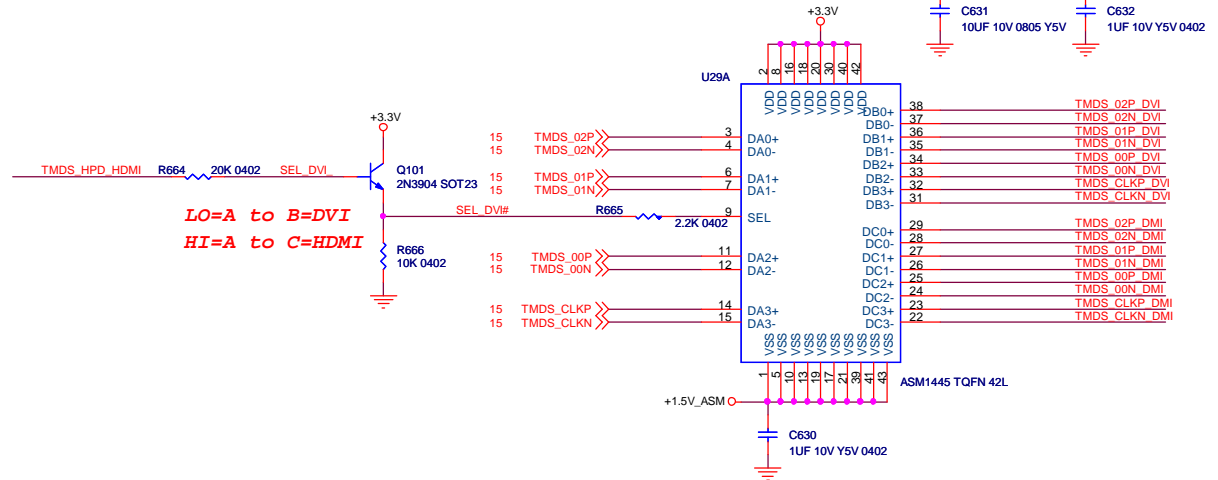 +3.3V
C631
10UF 10V 0805 Y5V
C632
1UF 10V Y5V 0402
U29A
2 8 16 18 20 30 40 42
VDD VDD VDD VDD VDD VDD VDD VDD
+3.3V
TMDS_HPD_HDMI R664 20K 0402 SEL_DVI_
Q101
2N3904 SOT23
LO=A to B=DVI
HI=A to C=HDMI
R666
10K 0402
SEL_DVI# R665
2.2K 0402
15 TMDS_02P 3 DA0+
15 TMDS_02N 4 DA0-
15 TMDS_01P 6 DA1+
15 TMDS_01N 7 DA1-
9 SEL
15 TMDS_00P 11 DA2+
15 TMDS_00N 12 DA2-
15 TMDS_CLKP 14 DA3+
15 TMDS_CLKN 15 DA3-
DB0+ 38 TMDS_02P_DVI
DB0- 37 TMDS_02N_DVI
DB1+ 36 TMDS_01P_DVI
DB1- 35 TMDS_01N_DVI
DB2+ 34 TMDS_00P_DVI
DB2- 33 TMDS_00N_DVI
DB3+ 32 TMDS_CLKP_DVI
DB3- 31 TMDS_CLKN_DVI
DC0+ 29 TMDS_02P_DMI
DC0- 28 TMDS_02N_DMI
DC1+ 27 TMDS_01P_DMI
DC1- 26 TMDS_01N_DMI
DC2+ 25 TMDS_00P_DMI
DC2- 24 TMDS_00N_DMI
DC3+ 23 TMDS_CLKP_DMI
DC3- 22 TMDS_CLKN_DMI
VSS VSS VSS VSS VSS VSS VSS VSS VSS VSS
1 5 10 13 19 17 21 39 41 43
ASM1445 TQFN 42L
+1.5V_ASM
C630
1UF 10V Y5V 0402